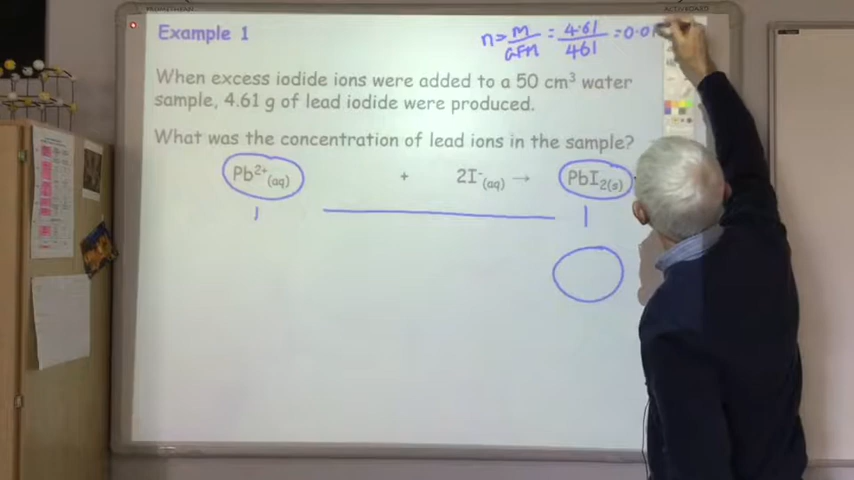 PROMETHEAN
ACTIVBOARD
Example 1
n = m/GFM = 4.61/461 = 0.01
When excess iodide ions were added to a 50 cm³ water
sample, 4.61 g of lead iodide were produced.
What was the concentration of lead ions in the sample?
Pb²⁺(aq) + 2I⁻(aq) → PbI₂(s)
1 1